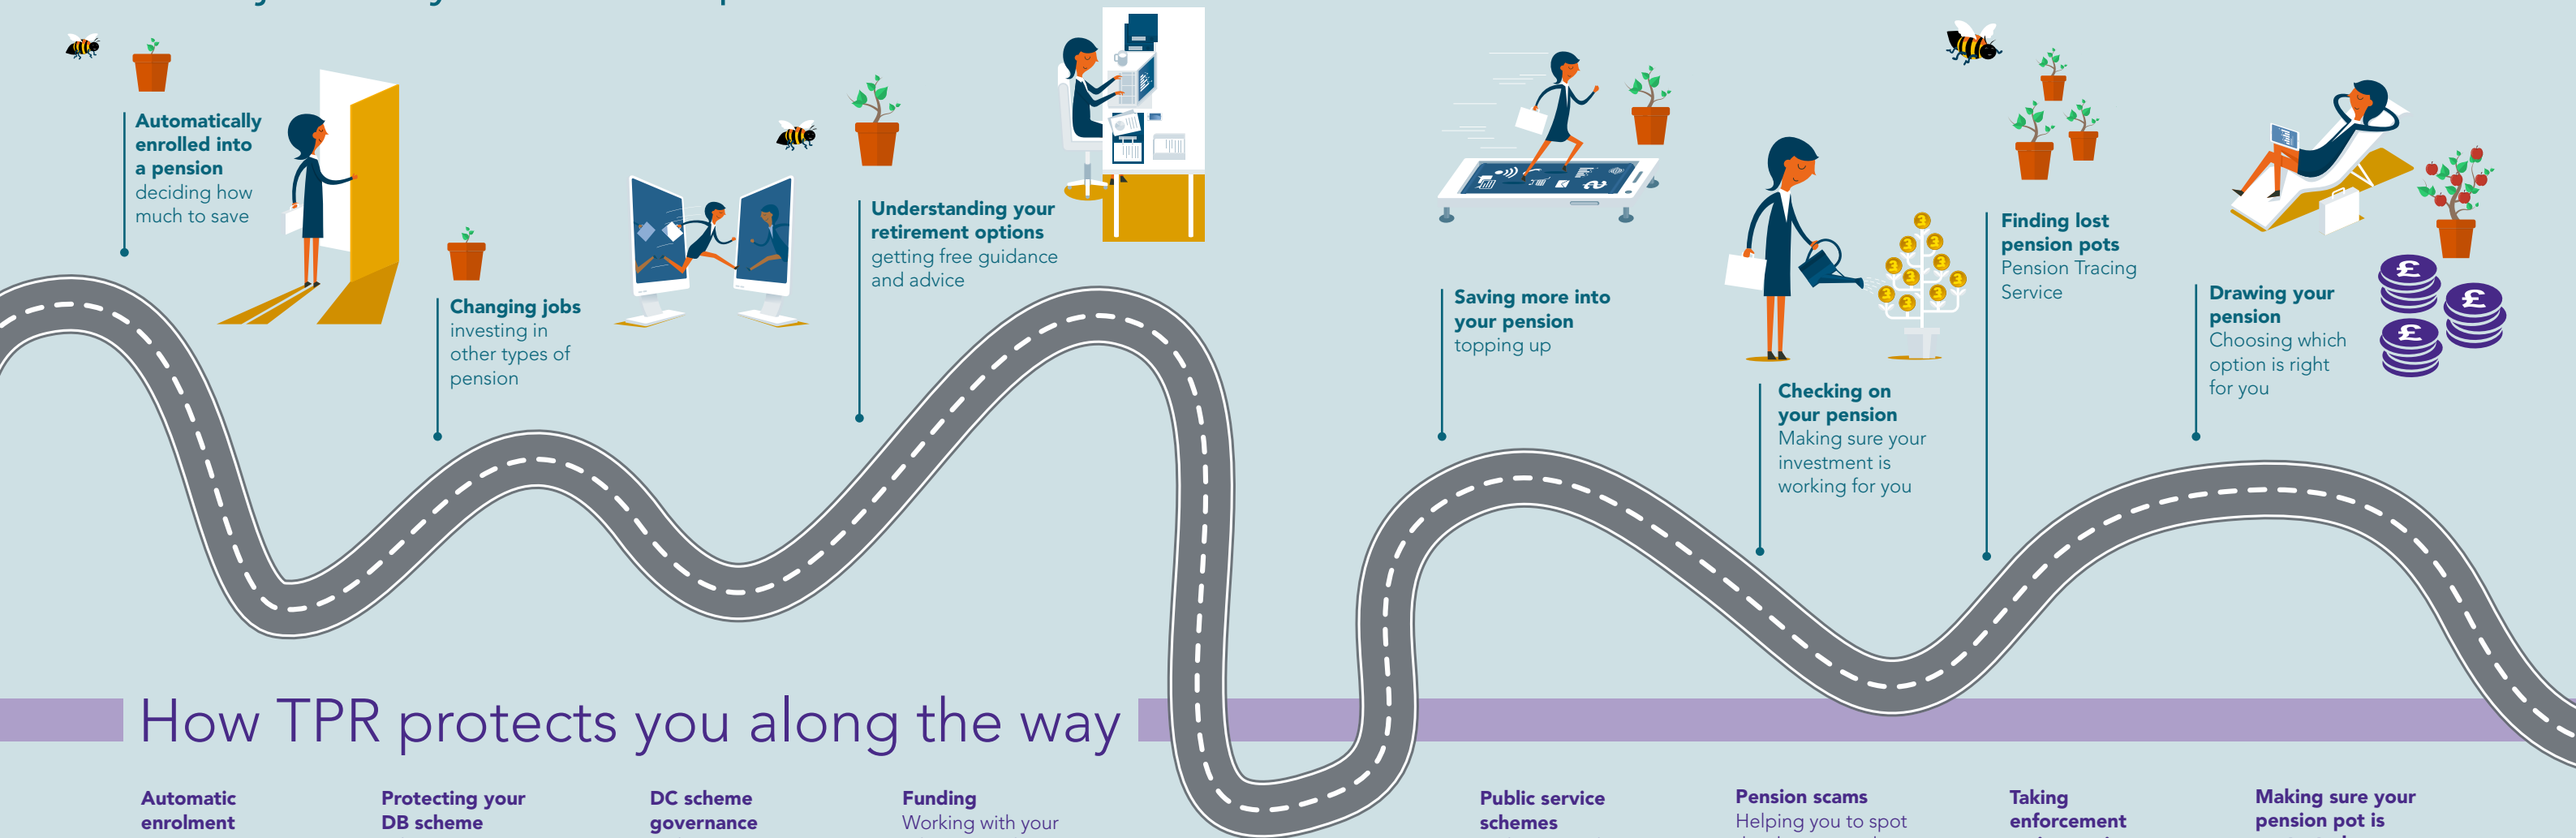 Automatically
enrolled into
a pension
deciding how
much to save
Changing jobs
investing in
other types of
pension
Understanding your
retirement options
getting free guidance
and advice
Saving more into
your pension
topping up
Checking on
your pension
Making sure your
investment is
working for you
Finding lost
pension pots
Pension Tracing
Service
Drawing your
pension
Choosing which
option is right
for you
£
£
£
How TPR protects you along the way
Automatic
enrolment
Protecting your
DB scheme
DC scheme
governance
Funding
Working with your
Public service
schemes
Pension scams
Helping you to spot
Taking
enforcement
Making sure your
pension pot is